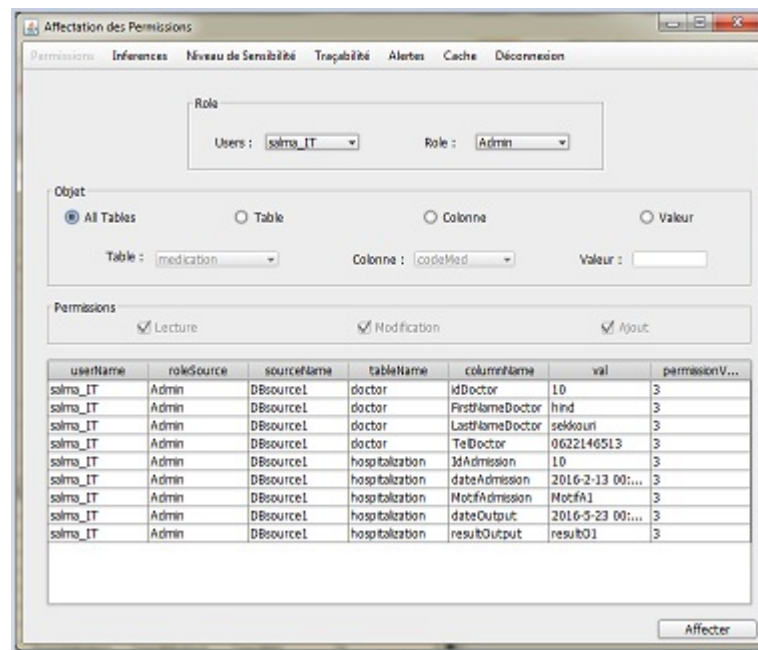 Affectation des Permissions
Permissions Inferences Niveau de Sensibilité Traçabilité Alertes Cache Déconnexion
Role
Users : salma_IT Role : Admin
Objet
All Tables Table Colonne Valeur
Table : medication Colonne : codeMed Valeur :
Permissions
Lecture Modification Ajout
userName roleSource sourceName tableName columnName val permissionV...
salma_IT Admin DBsource1 doctor idDoctor 10 3
salma_IT Admin DBsource1 doctor FirstNameDoctor hind 3
salma_IT Admin DBsource1 doctor LastNameDoctor sekkouri 3
salma_IT Admin DBsource1 doctor TelDoctor 0622146513 3
salma_IT Admin DBsource1 hospitalization IdAdmission 10 3
salma_IT Admin DBsource1 hospitalization dateAdmission 2016-2-13 00:... 3
salma_IT Admin DBsource1 hospitalization MotifAdmission MotifA1 3
salma_IT Admin DBsource1 hospitalization dateOutput 2016-5-23 00:... 3
salma_IT Admin DBsource1 hospitalization resultOutput resultO1 3
Affecter